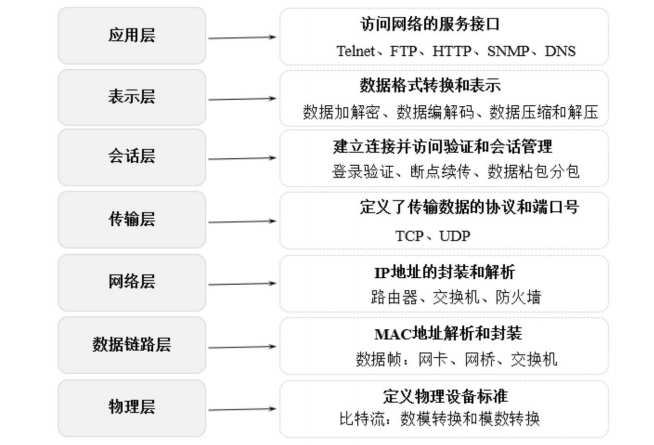 应用层
访问网络的服务接口
Telnet、FTP、HTTP、SNMP、DNS
表示层
数据格式转换和表示
数据加解密、数据编解码、数据压缩和解压
会话层
建立连接并访问验证和会话管理
登录验证、断点续传、数据粘包分包
传输层
定义了传输数据的协议和端口号
TCP、UDP
网络层
IP地址的封装和解析
路由器、交换机、防火墙
数据链路层
MAC地址解析和封装
数据帧：网卡、网桥、交换机
物理层
定义物理设备标准
比特流：数模转换和模数转换